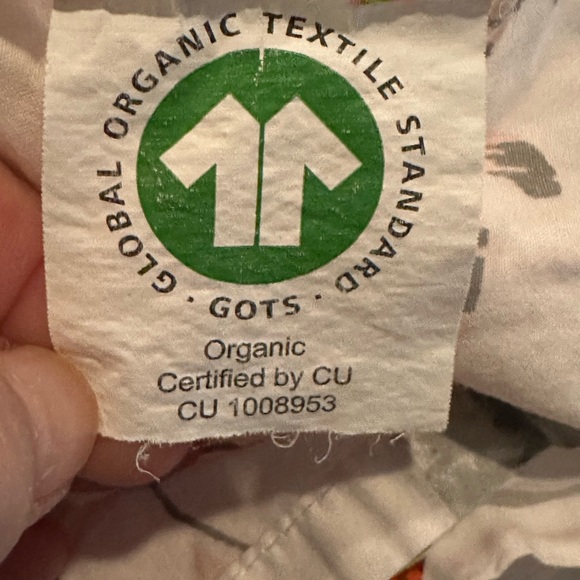 GLOBAL ORGANIC TEXTILE STANDARD · GOTS ·
Organic
Certified by CU
CU 1008953